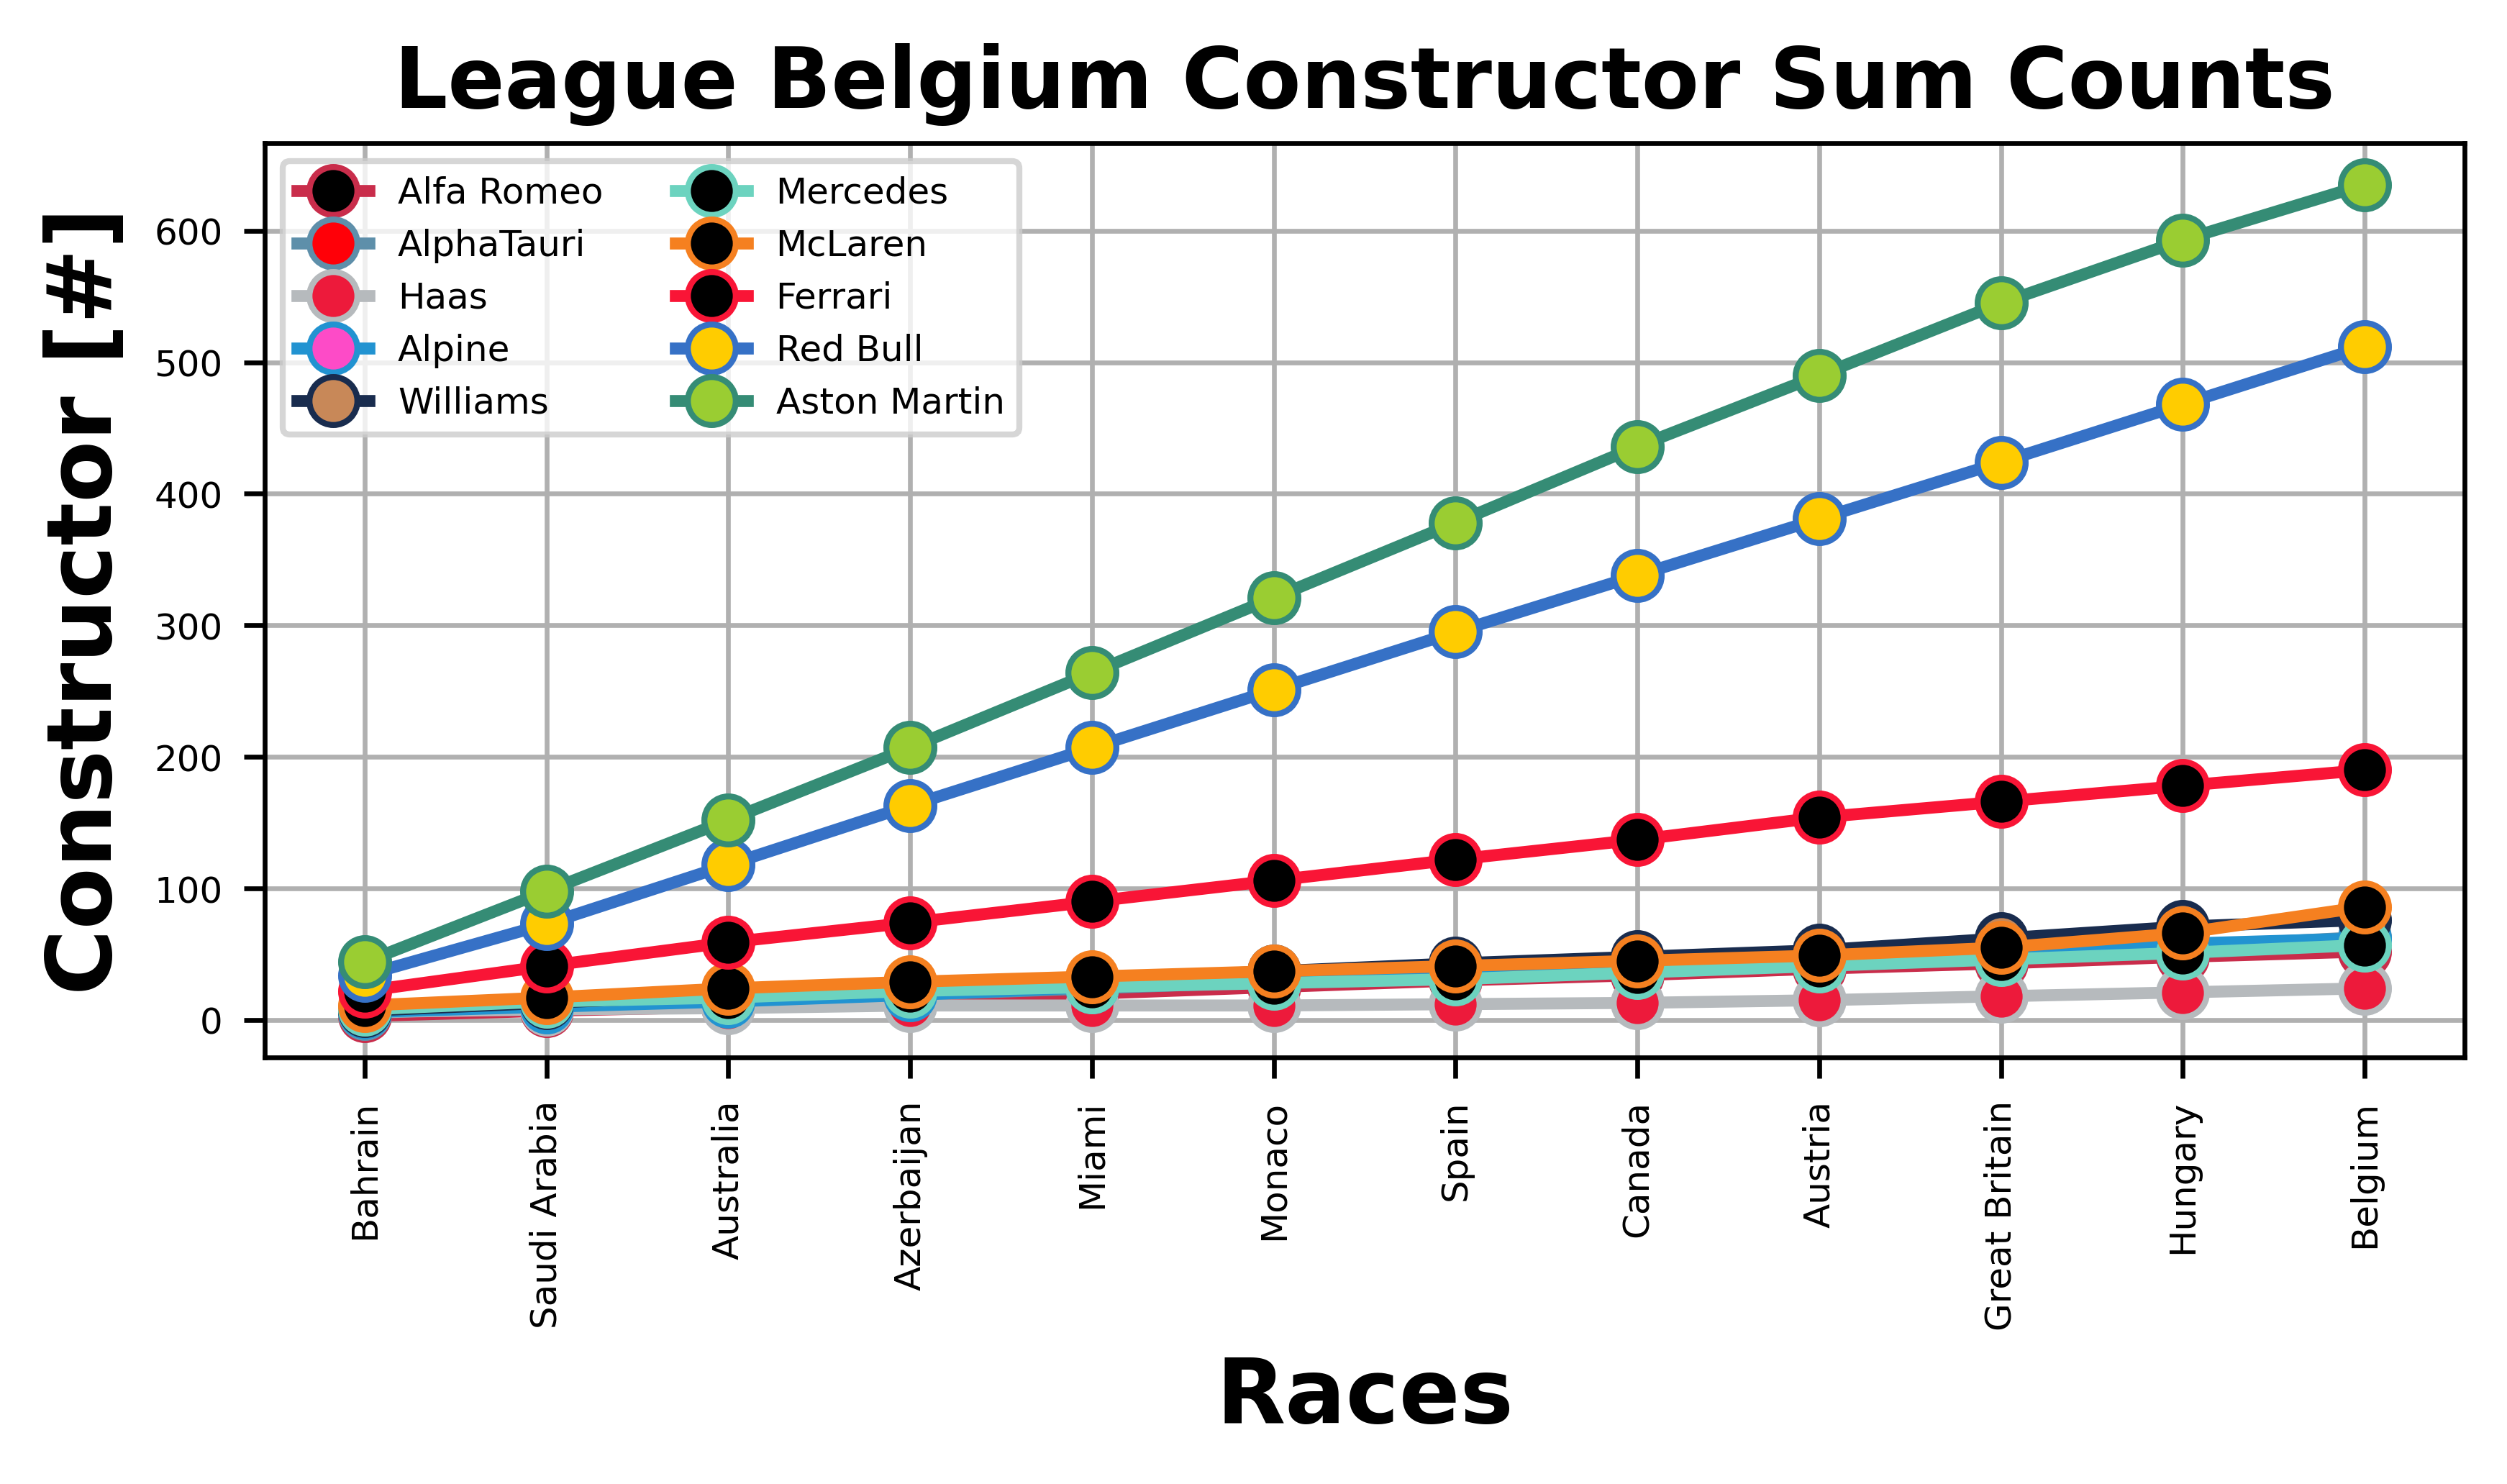 League Belgium Constructor Sum Counts
Constructor [#]
600
500
400
300
200
100
0
Alfa Romeo
AlphaTauri
Haas
Alpine
Williams
Mercedes
McLaren
Ferrari
Red Bull
Aston Martin
Bahrain
Saudi Arabia
Australia
Azerbaijan
Miami
Monaco
Spain
Canada
Austria
Great Britain
Hungary
Belgium
Races